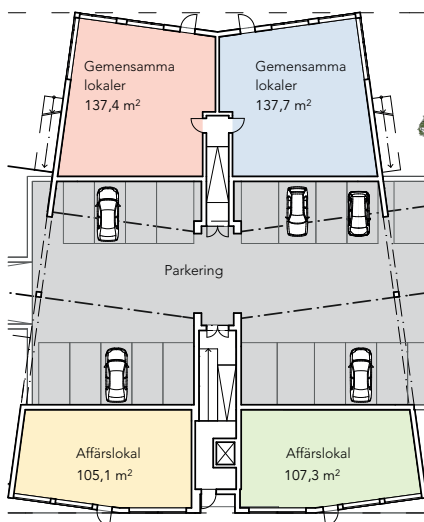 Gemensamma
lokaler
137,4 m²
Gemensamma
lokaler
137,7 m²
Parkering
Affärslokal
105,1 m²
Affärslokal
107,3 m²